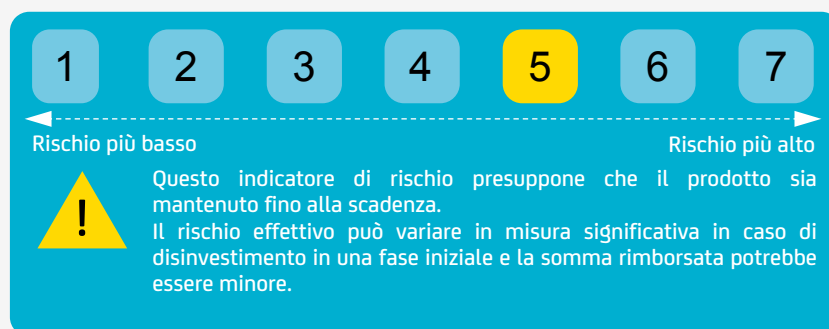 1 2 3 4 5 6 7
Rischio più basso Rischio più alto
!
Questo indicatore di rischio presuppone che il prodotto sia
mantenuto fino alla scadenza.
Il rischio effettivo può variare in misura significativa in caso di
disinvestimento in una fase iniziale e la somma rimborsata potrebbe
essere minore.